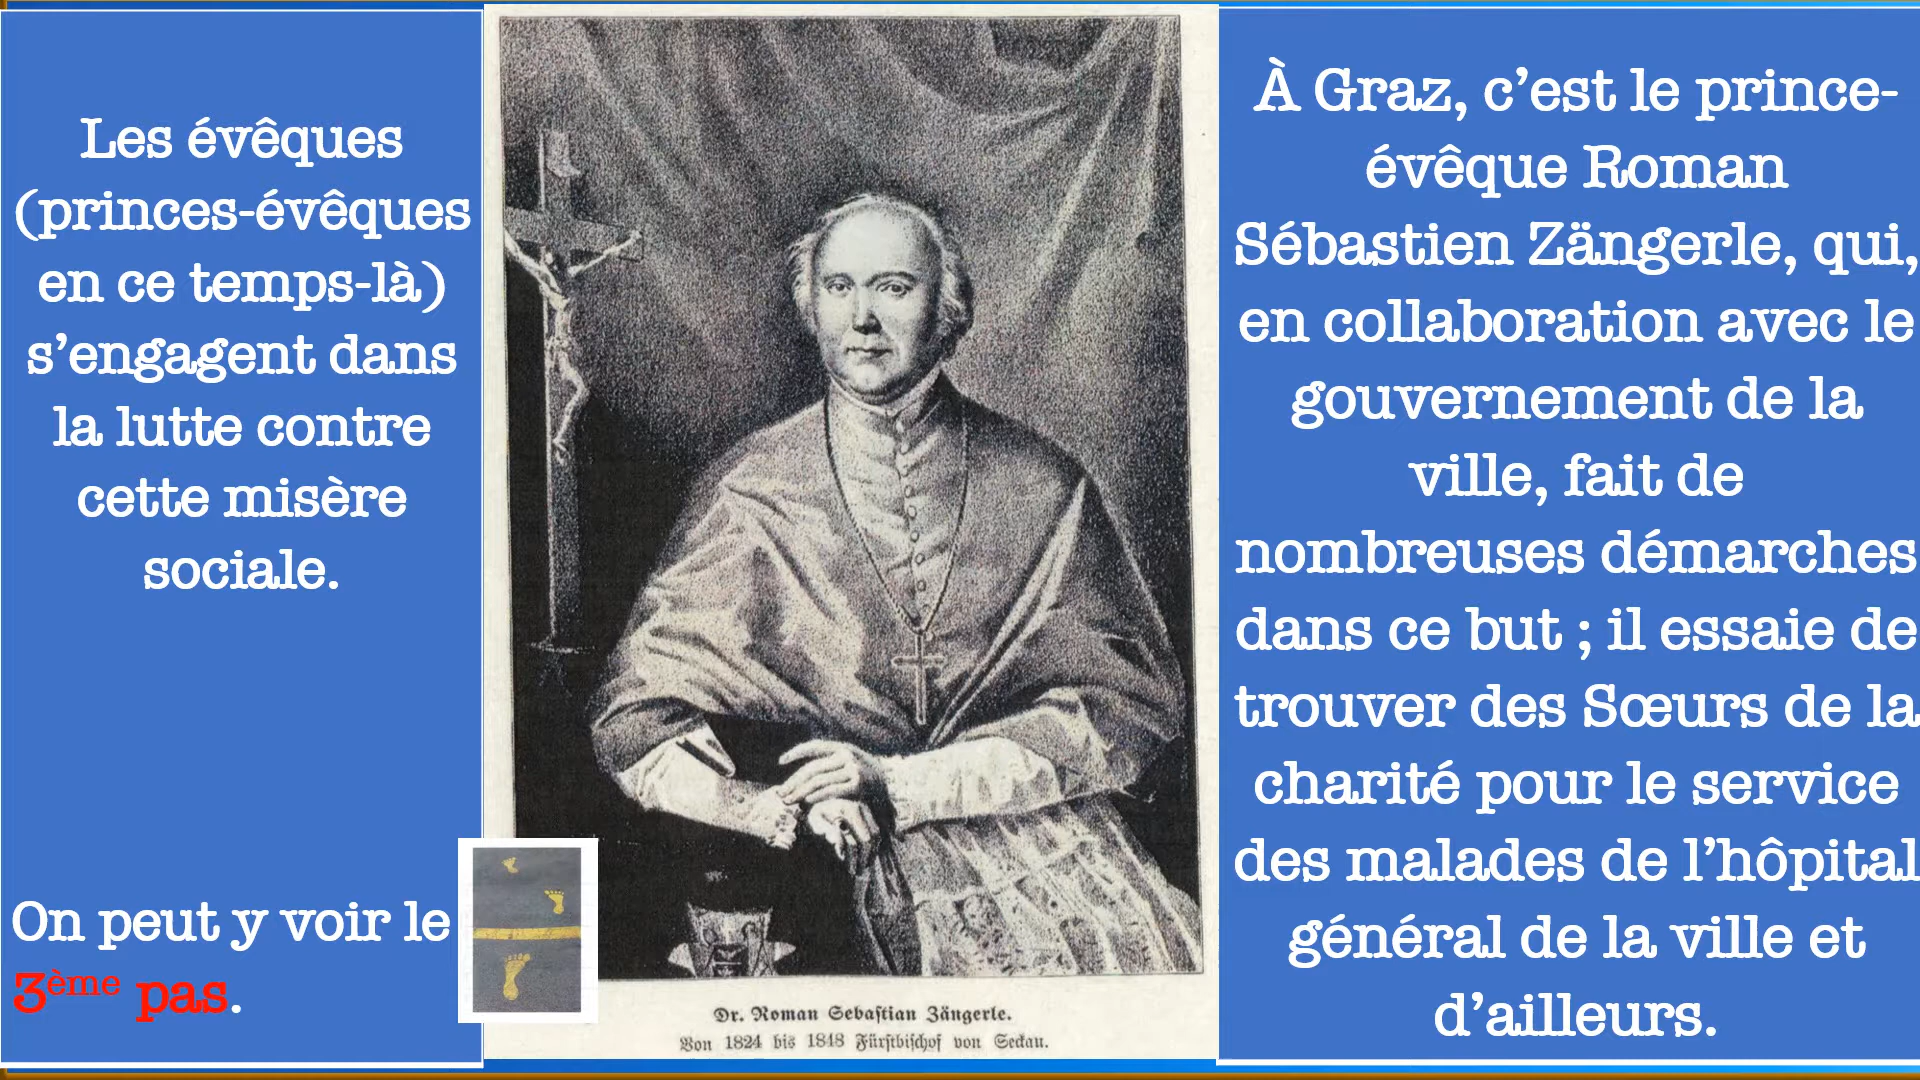 Les évêques
(princes-évêques
en ce temps-là)
s’engagent dans
la lutte contre
cette misère
sociale.
On peut y voir le
3ème pas.
Dr. Roman Sebaſtian Zängerle.
Von 1824 bis 1848 Fürſtbiſchof von Seckau.
À Graz, c’est le prince-
évêque Roman
Sébastien Zängerle, qui,
en collaboration avec le
gouvernement de la
ville, fait de
nombreuses démarches
dans ce but ; il essaie de
trouver des Sœurs de la
charité pour le service
des malades de l’hôpital
général de la ville et
d’ailleurs.